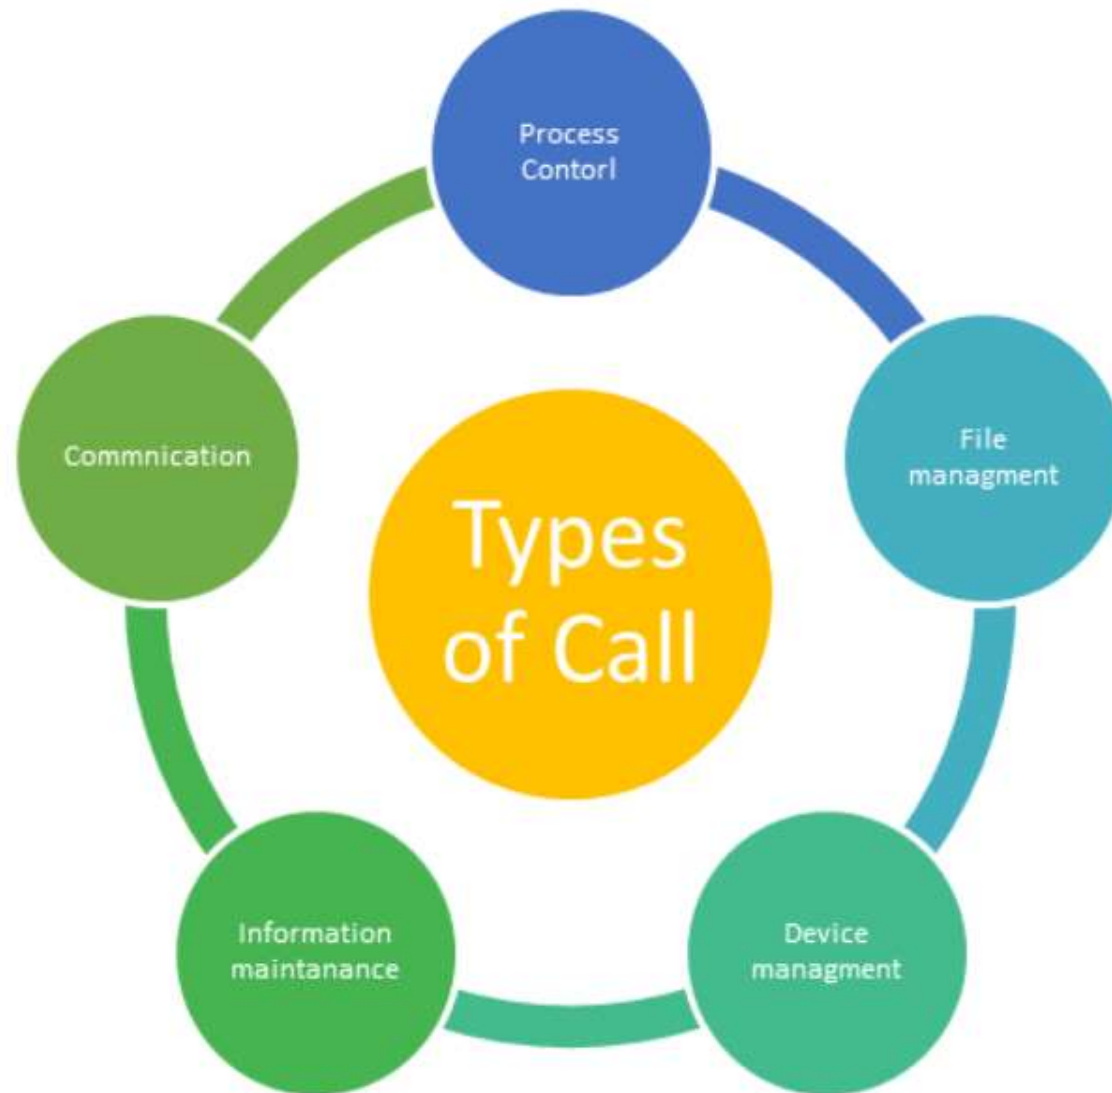 Process
Contorl
File
managment
Device
managment
Information
maintanance
Commnication
Types
of Call